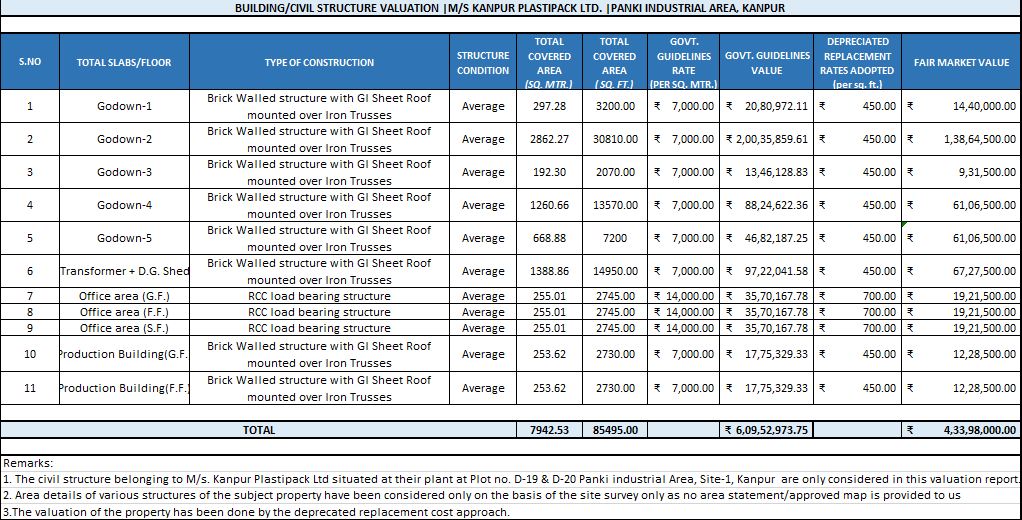 BUILDING/CIVIL STRUCTURE VALUATION |M/S KANPUR PLASTIPACK LTD. |PANKI INDUSTRIAL AREA, KANPUR
S.NO TOTAL SLABS/FLOOR TYPE OF CONSTRUCTION STRUCTURE CONDITION TOTAL COVERED AREA (SQ. MTR.) TOTAL COVERED AREA (SQ. FT.) GOVT. GUIDELINES RATE (PER SQ. MTR.) GOVT. GUIDELINES VALUE DEPRECIATED REPLACEMENT RATES ADOPTED (per sq. ft.) FAIR MARKET VALUE
1 Godown-1 Brick Walled structure with GI Sheet Roof mounted over Iron Trusses Average 297.28 3200.00 ₹ 7,000.00 ₹ 20,80,972.11 ₹ 450.00 ₹ 14,40,000.00
2 Godown-2 Brick Walled structure with GI Sheet Roof mounted over Iron Trusses Average 2862.27 30810.00 ₹ 7,000.00 ₹ 2,00,35,859.61 ₹ 450.00 ₹ 1,38,64,500.00
3 Godown-3 Brick Walled structure with GI Sheet Roof mounted over Iron Trusses Average 192.30 2070.00 ₹ 7,000.00 ₹ 13,46,128.83 ₹ 450.00 ₹ 9,31,500.00
4 Godown-4 Brick Walled structure with GI Sheet Roof mounted over Iron Trusses Average 1260.66 13570.00 ₹ 7,000.00 ₹ 88,24,622.36 ₹ 450.00 ₹ 61,06,500.00
5 Godown-5 Brick Walled structure with GI Sheet Roof mounted over Iron Trusses Average 668.88 7200 ₹ 7,000.00 ₹ 46,82,187.25 ₹ 450.00 ₹ 61,06,500.00
6 Transformer + D.G. Shed Brick Walled structure with GI Sheet Roof mounted over Iron Trusses Average 1388.86 14950.00 ₹ 7,000.00 ₹ 97,22,041.58 ₹ 450.00 ₹ 67,27,500.00
7 Office area (G.F.) RCC load bearing structure Average 255.01 2745.00 ₹ 14,000.00 ₹ 35,70,167.78 ₹ 700.00 ₹ 19,21,500.00
8 Office area (F.F.) RCC load bearing structure Average 255.01 2745.00 ₹ 14,000.00 ₹ 35,70,167.78 ₹ 700.00 ₹ 19,21,500.00
9 Office area (S.F.) RCC load bearing structure Average 255.01 2745.00 ₹ 14,000.00 ₹ 35,70,167.78 ₹ 700.00 ₹ 19,21,500.00
10 Production Building(G.F. Brick Walled structure with GI Sheet Roof mounted over Iron Trusses Average 253.62 2730.00 ₹ 7,000.00 ₹ 17,75,329.33 ₹ 450.00 ₹ 12,28,500.00
11 Production Building(F.F.) Brick Walled structure with GI Sheet Roof mounted over Iron Trusses Average 253.62 2730.00 ₹ 7,000.00 ₹ 17,75,329.33 ₹ 450.00 ₹ 12,28,500.00
TOTAL 7942.53 85495.00 ₹ 6,09,52,973.75 ₹ 4,33,98,000.00
Remarks:
1. The civil structure belonging to M/s. Kanpur Plastipack Ltd situated at their plant at Plot no. D-19 & D-20 Panki industrial Area, Site-1, Kanpur are only considered in this valuation report.
2. Area details of various structures of the subject property have been considered only on the basis of the site survey only as no area statement/approved map is provided to us
3.The valuation of the property has been done by the deprecated replacement cost approach.